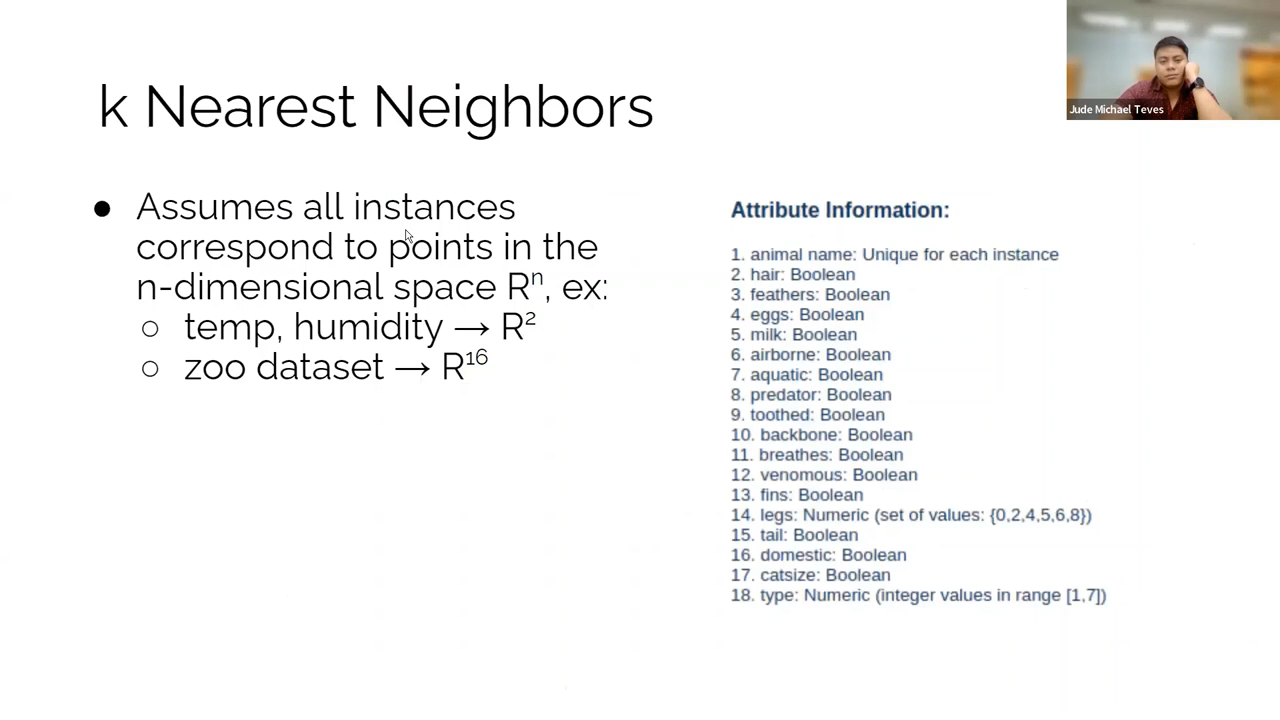 k Nearest Neighbors
Jude Michael Teves
● Assumes all instances
correspond to points in the
n-dimensional space Rⁿ, ex:
○ temp, humidity → R²
○ zoo dataset → R¹⁶
Attribute Information:
1. animal name: Unique for each instance
2. hair: Boolean
3. feathers: Boolean
4. eggs: Boolean
5. milk: Boolean
6. airborne: Boolean
7. aquatic: Boolean
8. predator: Boolean
9. toothed: Boolean
10. backbone: Boolean
11. breathes: Boolean
12. venomous: Boolean
13. fins: Boolean
14. legs: Numeric (set of values: {0,2,4,5,6,8})
15. tail: Boolean
16. domestic: Boolean
17. catsize: Boolean
18. type: Numeric (integer values in range [1,7])